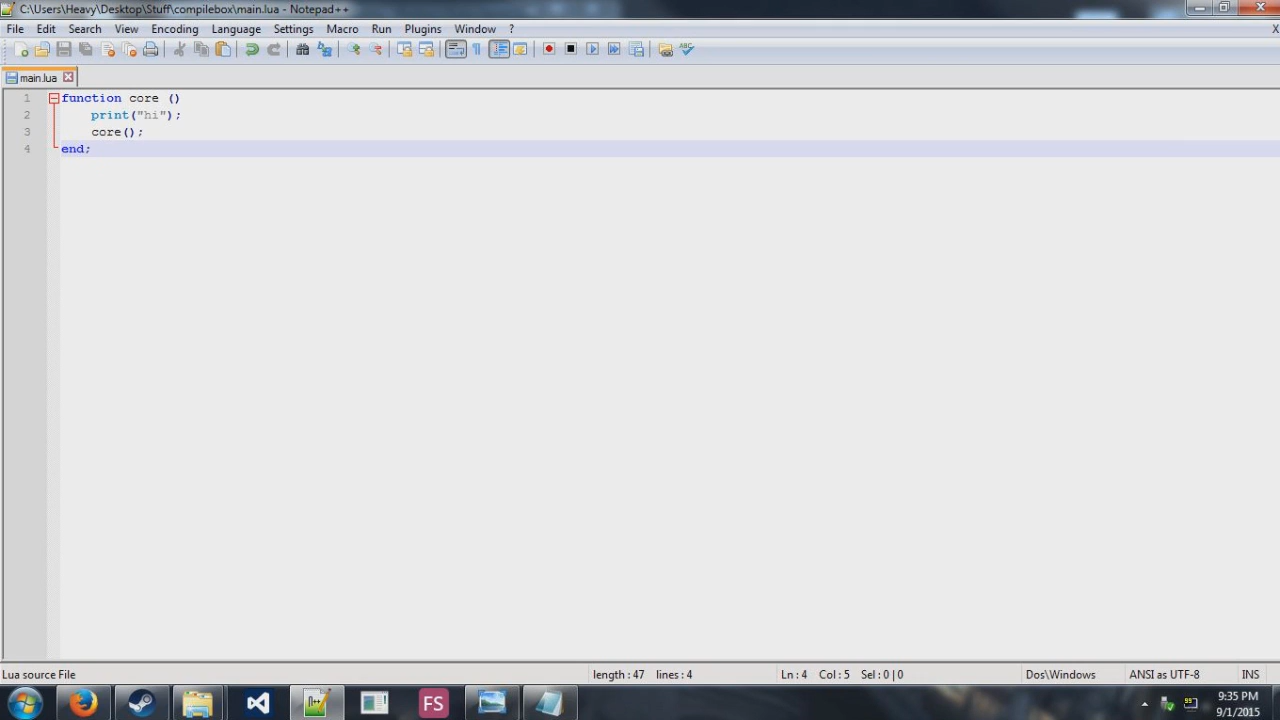 C:\Users\Heavy\Desktop\Stuff\compilebox\main.lua - Notepad++
File Edit Search View Encoding Language Settings Macro Run Plugins Window ?
X
main.lua
1 function core ()
2 print("hi");
3 core();
4 end;
Lua source File length : 47 lines : 4 Ln : 4 Col : 5 Sel : 0 | 0 Dos\Windows ANSI as UTF-8 INS
FS
9:35 PM
9/1/2015